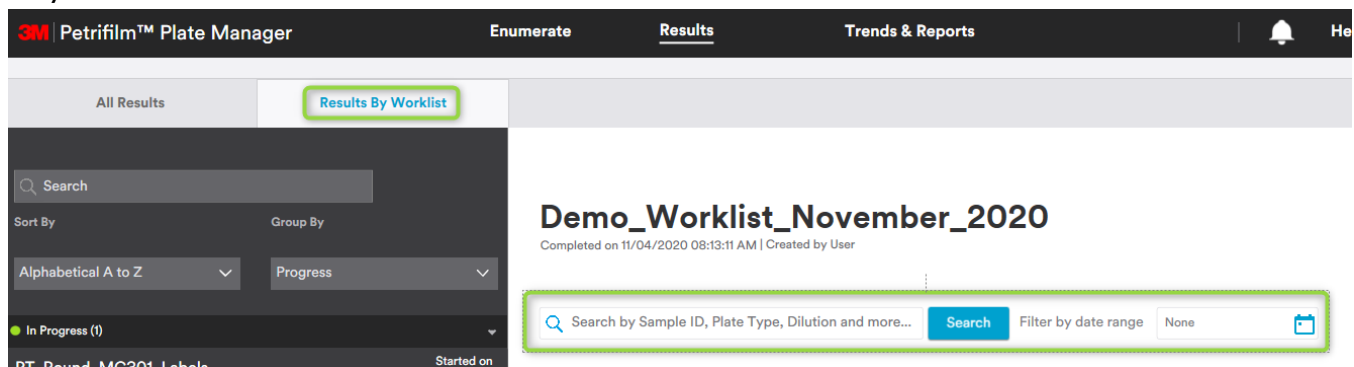 3M Petrifilm™ Plate Manager
Enumerate
Results
Trends & Reports
All Results
Results By Worklist
Search
Sort By
Group By
Alphabetical A to Z
Progress
In Progress (1)
Started on
Demo_Worklist_November_2020
Completed on 11/04/2020 08:13:11 AM | Created by User
Search by Sample ID, Plate Type, Dilution and more...
Search
Filter by date range
None